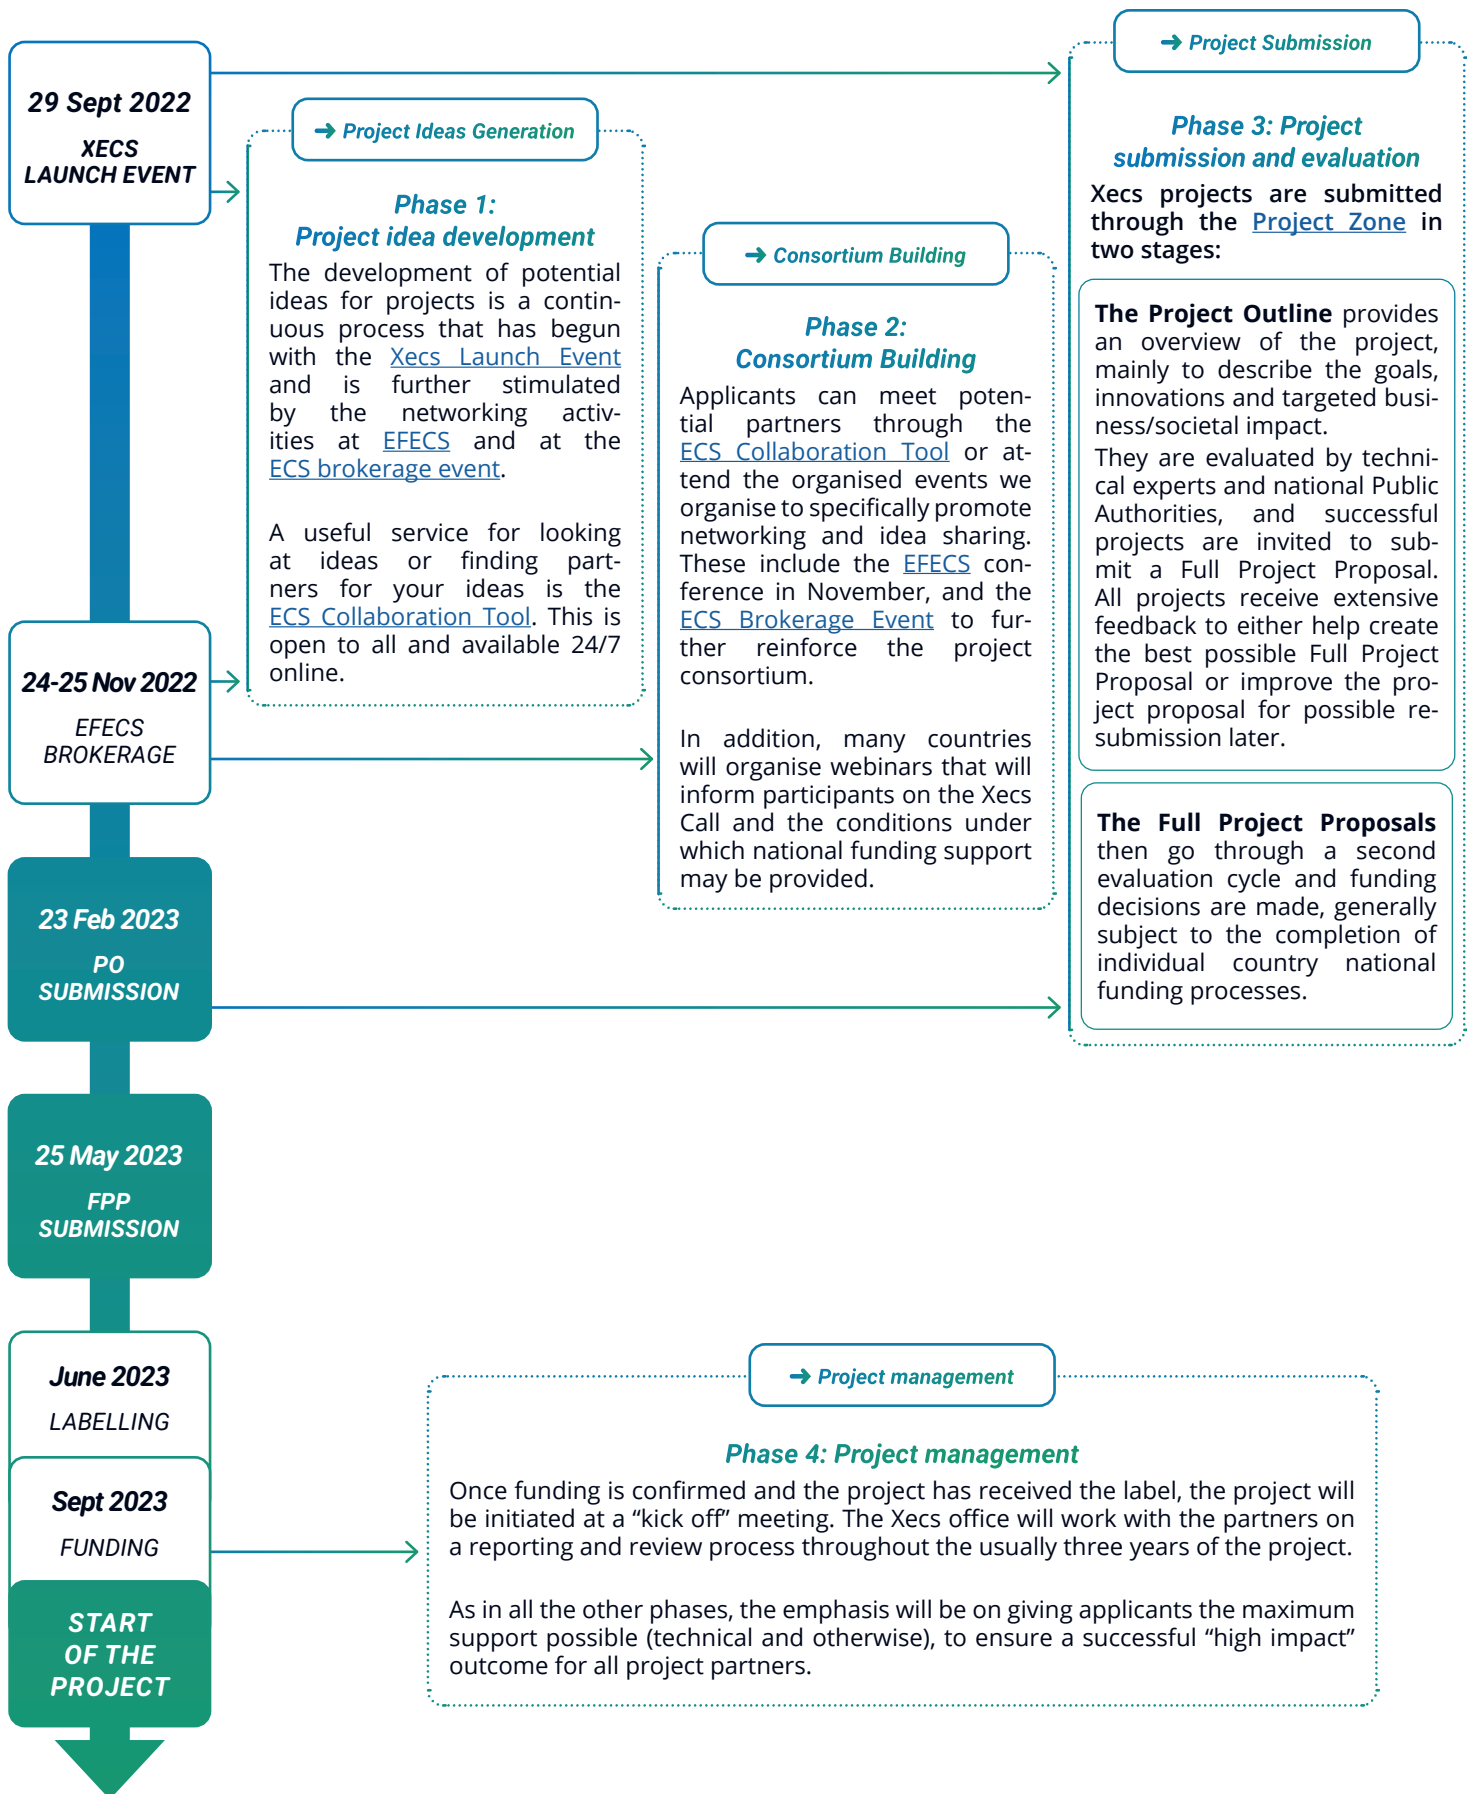 29 Sept 2022
XECS
LAUNCH EVENT
24-25 Nov 2022
EFECS
BROKERAGE
23 Feb 2023
PO
SUBMISSION
25 May 2023
FPP
SUBMISSION
June 2023
LABELLING
Sept 2023
FUNDING
START
OF THE
PROJECT
➜ Project Ideas Generation
Phase 1:
Project idea development
The development of potential
ideas for projects is a contin-
uous process that has begun
with the Xecs Launch Event
and is further stimulated
by the networking activ-
ities at EFECS and at the
ECS brokerage event.
A useful service for looking
at ideas or finding part-
ners for your ideas is the
ECS Collaboration Tool. This is
open to all and available 24/7
online.
➜ Consortium Building
Phase 2:
Consortium Building
Applicants can meet poten-
tial partners through the
ECS Collaboration Tool or at-
tend the organised events we
organise to specifically promote
networking and idea sharing.
These include the EFECS con-
ference in November, and the
ECS Brokerage Event to fur-
ther reinforce the project
consortium.
In addition, many countries
will organise webinars that will
inform participants on the Xecs
Call and the conditions under
which national funding support
may be provided.
➜ Project Submission
Phase 3: Project
submission and evaluation
Xecs projects are submitted
through the Project Zone in
two stages:
The Project Outline provides
an overview of the project,
mainly to describe the goals,
innovations and targeted busi-
ness/societal impact.
They are evaluated by techni-
cal experts and national Public
Authorities, and successful
projects are invited to sub-
mit a Full Project Proposal.
All projects receive extensive
feedback to either help create
the best possible Full Project
Proposal or improve the pro-
ject proposal for possible re-
submission later.
The Full Project Proposals
then go through a second
evaluation cycle and funding
decisions are made, generally
subject to the completion of
individual country national
funding processes.
➜ Project management
Phase 4: Project management
Once funding is confirmed and the project has received the label, the project will
be initiated at a “kick off” meeting. The Xecs office will work with the partners on
a reporting and review process throughout the usually three years of the project.
As in all the other phases, the emphasis will be on giving applicants the maximum
support possible (technical and otherwise), to ensure a successful “high impact”
outcome for all project partners.